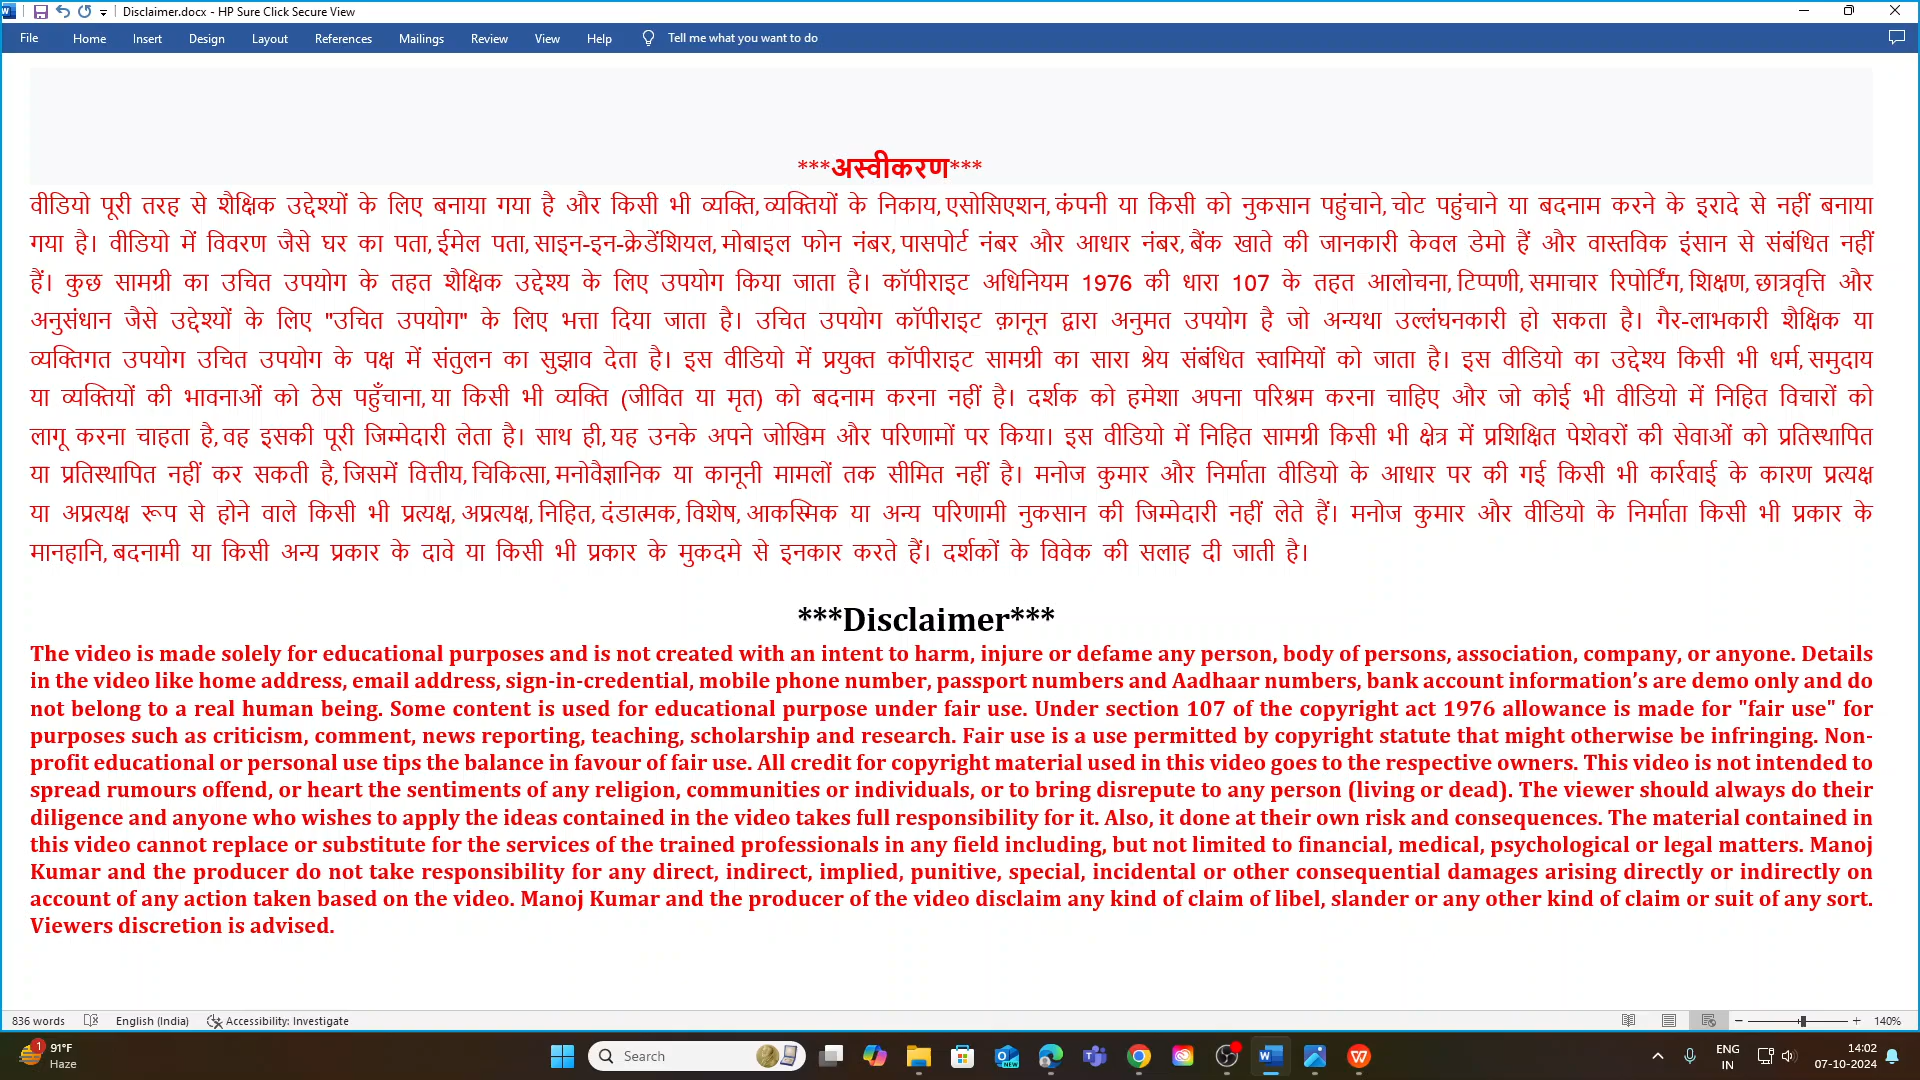 Disclaimer.docx - HP Sure Click Secure View
File Home Insert Design Layout References Mailings Review View Help Tell me what you want to do
***अस्वीकरण***
वीडियो पूरी तरह से शैक्षिक उद्देश्यों के लिए बनाया गया है और किसी भी व्यक्ति, व्यक्तियों के निकाय, एसोसिएशन, कंपनी या किसी को नुकसान पहुंचाने, चोट पहुंचाने या बदनाम करने के इरादे से नहीं बनाया
गया है। वीडियो में विवरण जैसे घर का पता, ईमेल पता, साइन-इन-क्रेडेंशियल, मोबाइल फोन नंबर, पासपोर्ट नंबर और आधार नंबर, बैंक खाते की जानकारी केवल डेमो हैं और वास्तविक इंसान से संबंधित नहीं
हैं। कुछ सामग्री का उचित उपयोग के तहत शैक्षिक उद्देश्य के लिए उपयोग किया जाता है। कॉपीराइट अधिनियम 1976 की धारा 107 के तहत आलोचना, टिप्पणी, समाचार रिपोर्टिंग, शिक्षण, छात्रवृत्ति और
अनुसंधान जैसे उद्देश्यों के लिए "उचित उपयोग" के लिए भत्ता दिया जाता है। उचित उपयोग कॉपीराइट क़ानून द्वारा अनुमत उपयोग है जो अन्यथा उल्लंघनकारी हो सकता है। गैर-लाभकारी शैक्षिक या
व्यक्तिगत उपयोग उचित उपयोग के पक्ष में संतुलन का सुझाव देता है। इस वीडियो में प्रयुक्त कॉपीराइट सामग्री का सारा श्रेय संबंधित स्वामियों को जाता है। इस वीडियो का उद्देश्य किसी भी धर्म, समुदाय
या व्यक्तियों की भावनाओं को ठेस पहुँचाना, या किसी भी व्यक्ति (जीवित या मृत) को बदनाम करना नहीं है। दर्शक को हमेशा अपना परिश्रम करना चाहिए और जो कोई भी वीडियो में निहित विचारों को
लागू करना चाहता है, वह इसकी पूरी जिम्मेदारी लेता है। साथ ही, यह उनके अपने जोखिम और परिणामों पर किया। इस वीडियो में निहित सामग्री किसी भी क्षेत्र में प्रशिक्षित पेशेवरों की सेवाओं को प्रतिस्थापित
या प्रतिस्थापित नहीं कर सकती है, जिसमें वित्तीय, चिकित्सा, मनोवैज्ञानिक या कानूनी मामलों तक सीमित नहीं है। मनोज कुमार और निर्माता वीडियो के आधार पर की गई किसी भी कार्रवाई के कारण प्रत्यक्ष
या अप्रत्यक्ष रूप से होने वाले किसी भी प्रत्यक्ष, अप्रत्यक्ष, निहित, दंडात्मक, विशेष, आकस्मिक या अन्य परिणामी नुकसान की जिम्मेदारी नहीं लेते हैं। मनोज कुमार और वीडियो के निर्माता किसी भी प्रकार के
मानहानि, बदनामी या किसी अन्य प्रकार के दावे या किसी भी प्रकार के मुकदमे से इनकार करते हैं। दर्शकों के विवेक की सलाह दी जाती है।
***Disclaimer***
The video is made solely for educational purposes and is not created with an intent to harm, injure or defame any person, body of persons, association, company, or anyone. Details
in the video like home address, email address, sign-in-credential, mobile phone number, passport numbers and Aadhaar numbers, bank account information’s are demo only and do
not belong to a real human being. Some content is used for educational purpose under fair use. Under section 107 of the copyright act 1976 allowance is made for "fair use" for
purposes such as criticism, comment, news reporting, teaching, scholarship and research. Fair use is a use permitted by copyright statute that might otherwise be infringing. Non-
profit educational or personal use tips the balance in favour of fair use. All credit for copyright material used in this video goes to the respective owners. This video is not intended to
spread rumours offend, or heart the sentiments of any religion, communities or individuals, or to bring disrepute to any person (living or dead). The viewer should always do their
diligence and anyone who wishes to apply the ideas contained in the video takes full responsibility for it. Also, it done at their own risk and consequences. The material contained in
this video cannot replace or substitute for the services of the trained professionals in any field including, but not limited to financial, medical, psychological or legal matters. Manoj
Kumar and the producer do not take responsibility for any direct, indirect, implied, punitive, special, incidental or other consequential damages arising directly or indirectly on
account of any action taken based on the video. Manoj Kumar and the producer of the video disclaim any kind of claim of libel, slander or any other kind of claim or suit of any sort.
Viewers discretion is advised.
836 words English (India) Accessibility: Investigate 140%
1 91°F Search ENG 14:02
Haze IN 07-10-2024